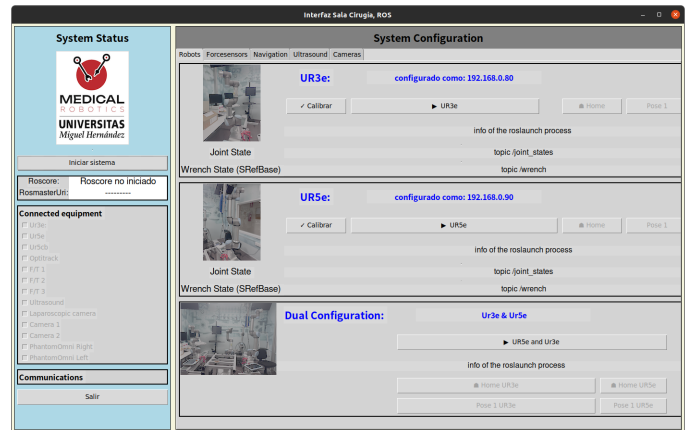 Interfaz Sala Cirugía, ROS
System Status
MEDICAL
ROBOTICS
UNIVERSITAS
Miguel Hernández
Iniciar sistema
Roscore: Roscore no iniciado
RosmasterUri: ---------
Connected equipment
Ur3e
Ur5e
Ur5cb
Optitrack
F/T 1
F/T 2
F/T 3
Ultrasound
Laparoscopic camera
Camera 1
Camera 2
PhantomOmni Right
PhantomOmni Left
Communications
Salir
System Configuration
Robots Forcesensors Navigation Ultrasound Cameras
UR3e: configurado como: 192.168.0.80
✓ Calibrar ▶ UR3e Home Pose 1
info of the roslaunch process
Joint State topic /joint_states
Wrench State (SRefBase) topic /wrench
UR5e: configurado como: 192.168.0.90
✓ Calibrar ▶ UR5e Home Pose 1
info of the roslaunch process
Joint State topic /joint_states
Wrench State (SRefBase) topic /wrench
Dual Configuration: Ur3e & Ur5e
▶ UR5e and Ur3e
info of the roslaunch process
Home UR3e Home UR5e
Pose 1 UR3e Pose 1 UR5e